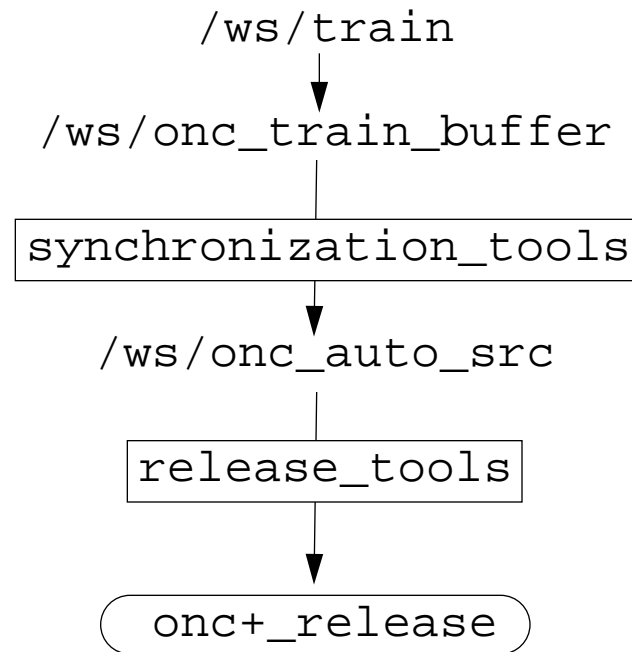 /ws/train
/ws/onc_train_buffer
synchronization_tools
/ws/onc_auto_src
release_tools
onc+_release